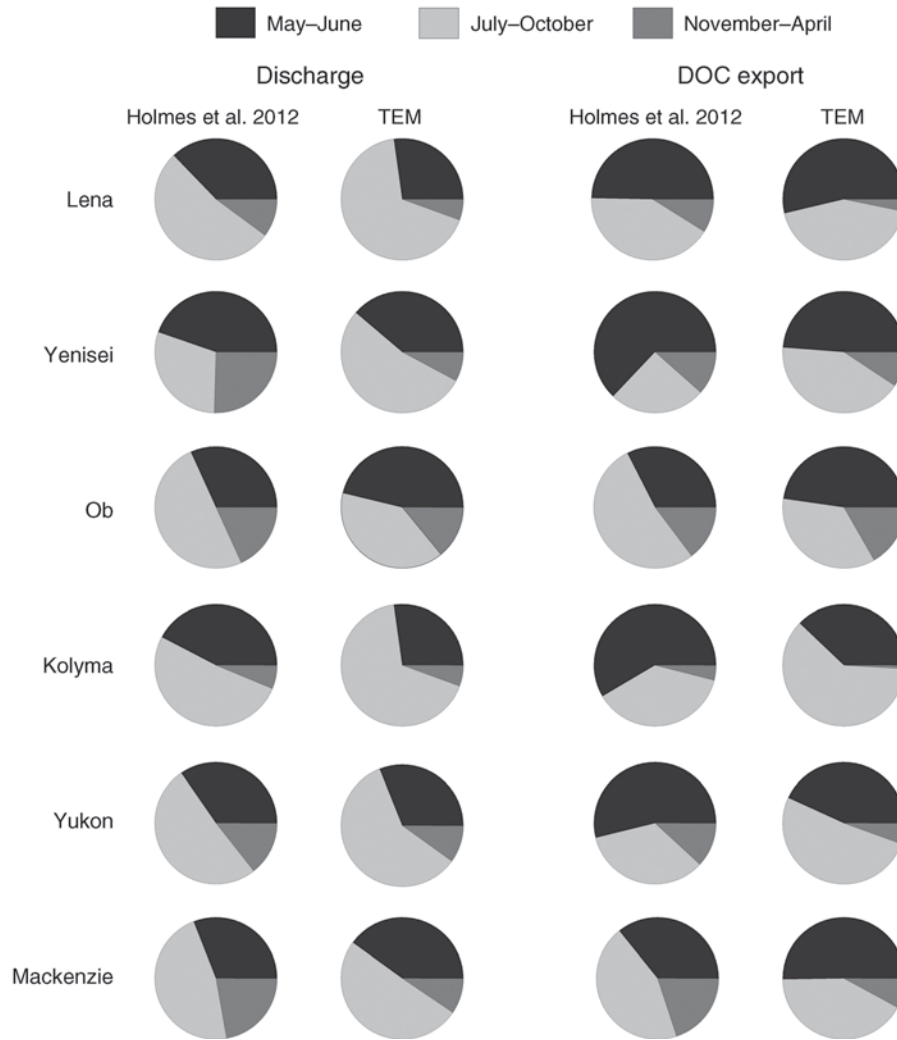 May–June July–October November–April
Discharge DOC export
Holmes et al. 2012 TEM Holmes et al. 2012 TEM
Lena
Yenisei
Ob
Kolyma
Yukon
Mackenzie